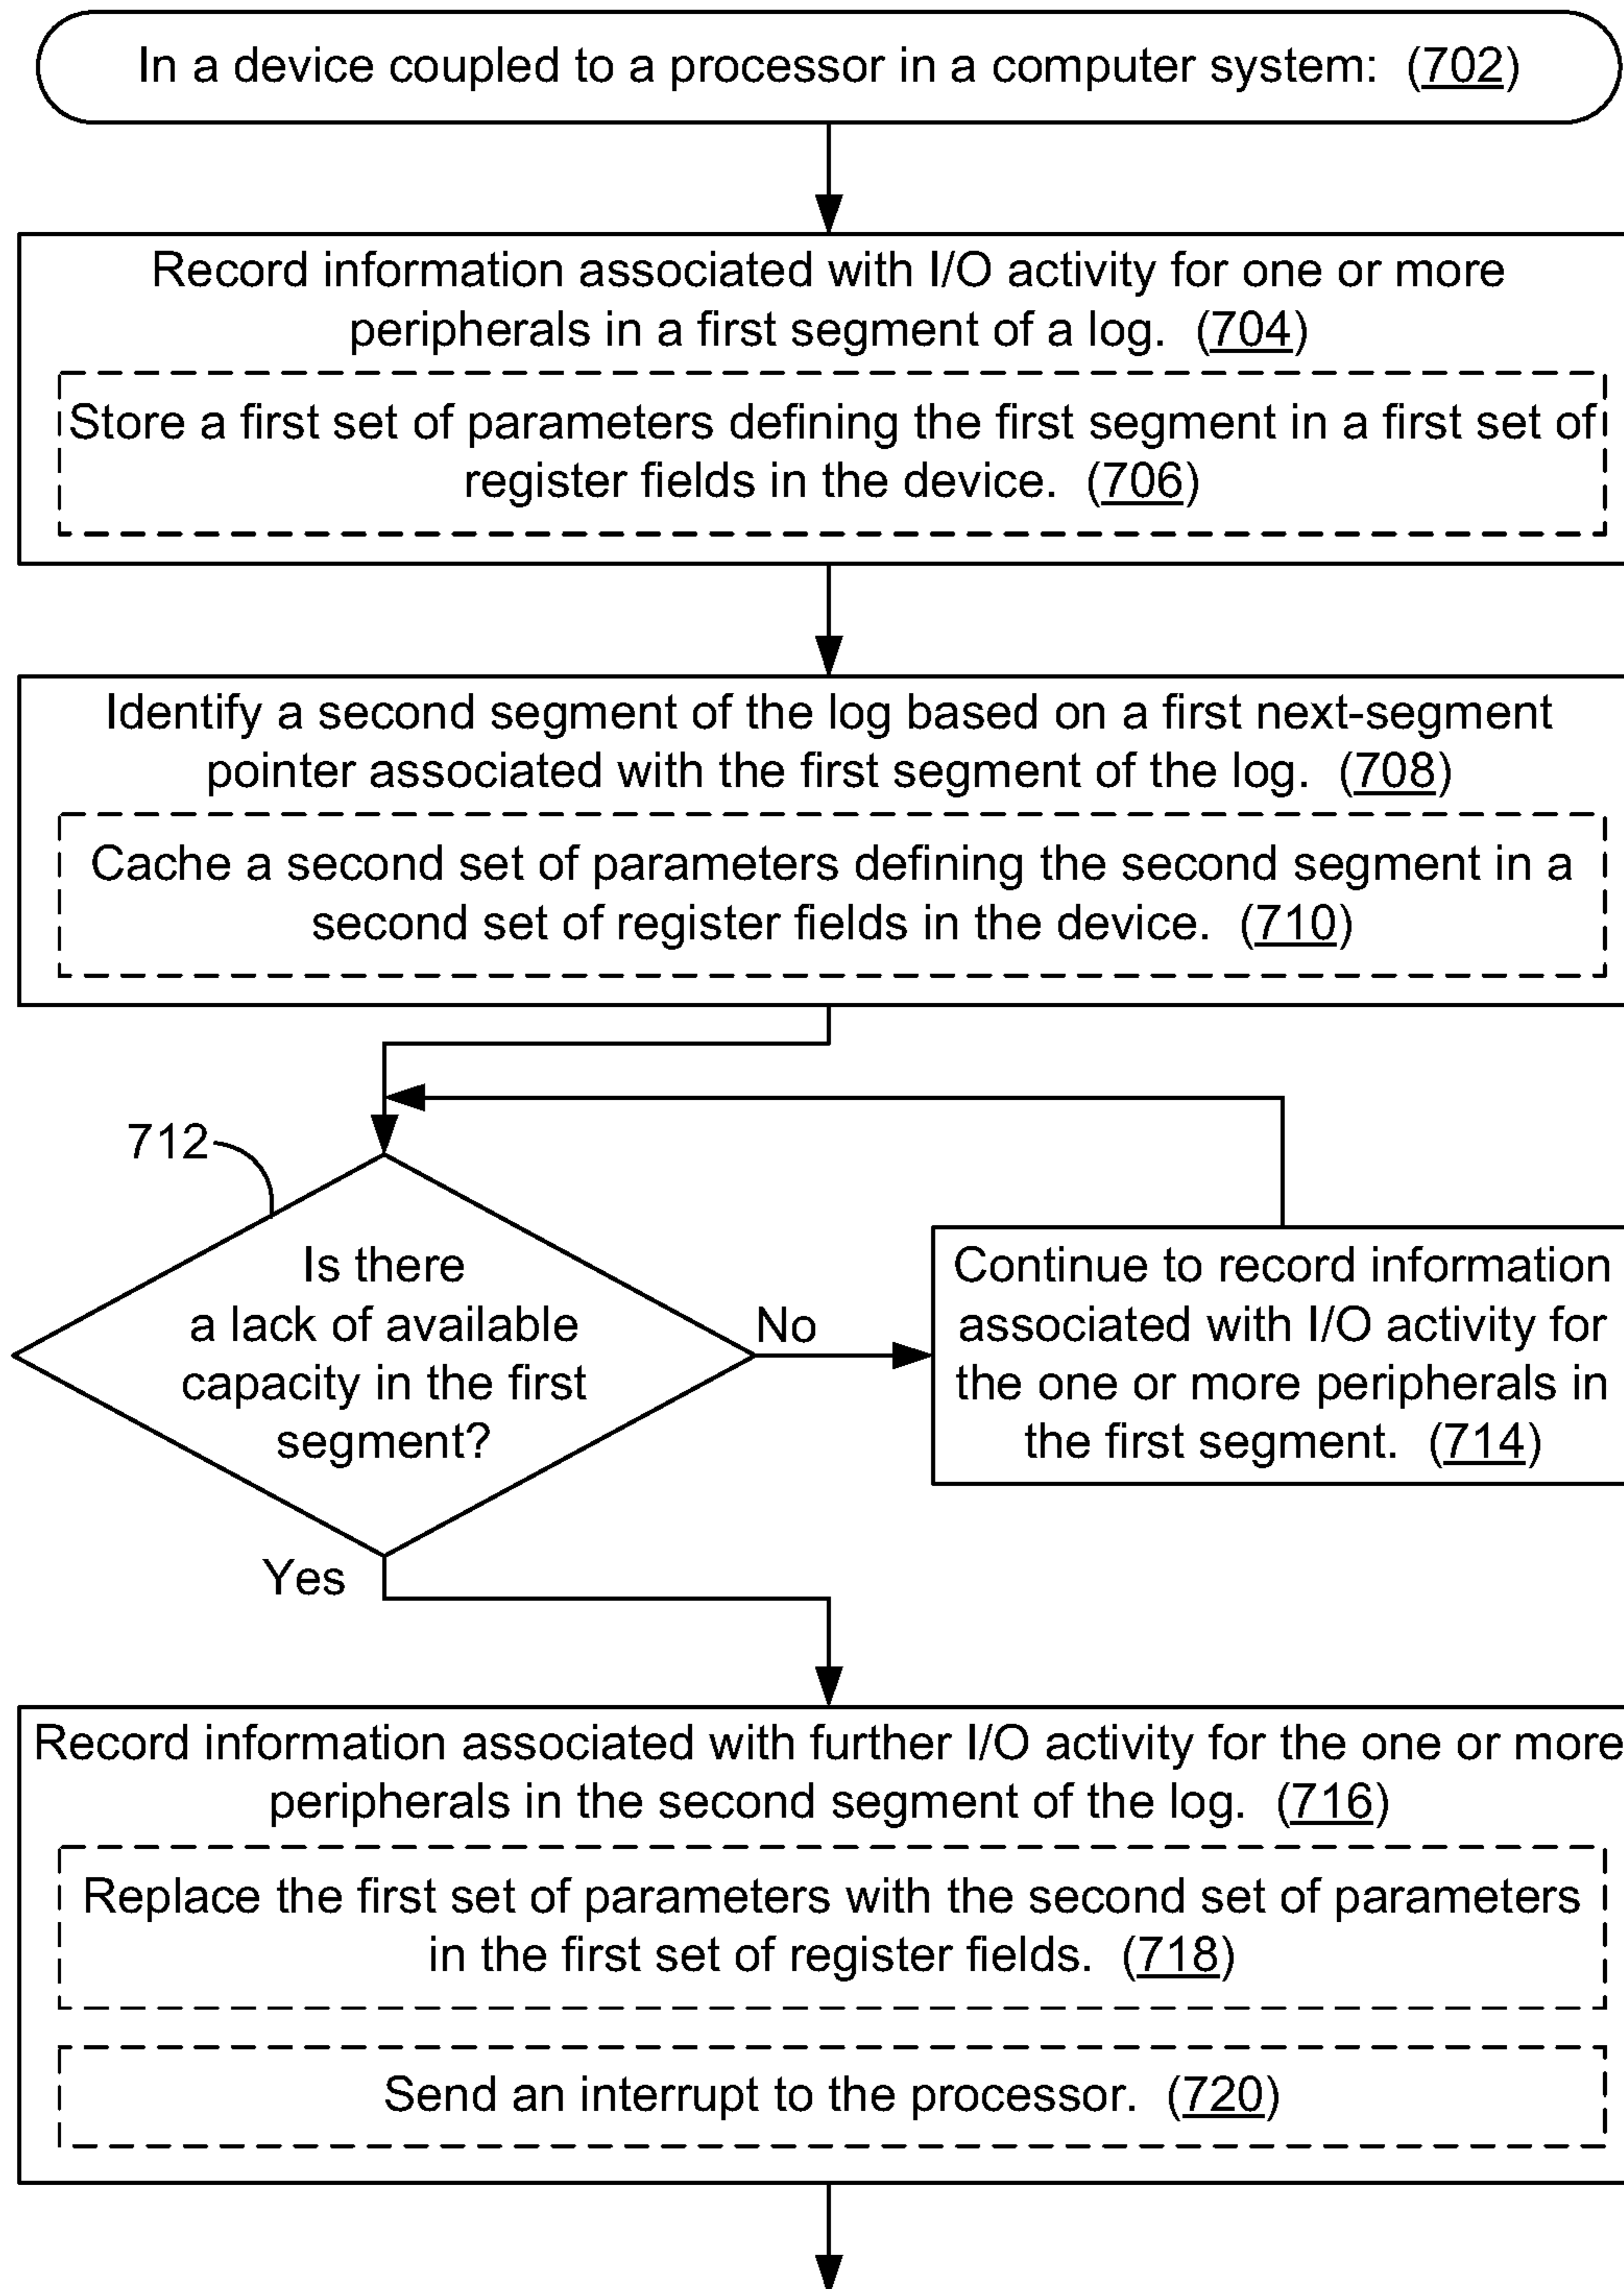 In a device coupled to a processor in a computer system: (702)
Record information associated with I/O activity for one or more
peripherals in a first segment of a log. (704)
Store a first set of parameters defining the first segment in a first set of
register fields in the device. (706)
Identify a second segment of the log based on a first next-segment
pointer associated with the first segment of the log. (708)
Cache a second set of parameters defining the second segment in a
second set of register fields in the device. (710)
712
Is there
a lack of available
capacity in the first
segment?
No
Continue to record information
associated with I/O activity for
the one or more peripherals in
the first segment. (714)
Yes
Record information associated with further I/O activity for the one or more
peripherals in the second segment of the log. (716)
Replace the first set of parameters with the second set of parameters
in the first set of register fields. (718)
Send an interrupt to the processor. (720)